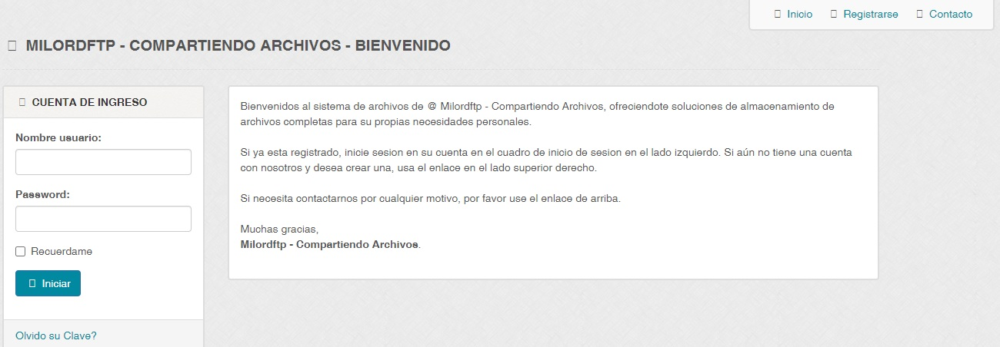 Inicio Registrarse Contacto
MILORDFTP - COMPARTIENDO ARCHIVOS - BIENVENIDO
CUENTA DE INGRESO
Nombre usuario:
Password:
Recuerdame
Iniciar
Olvido su Clave?
Bienvenidos al sistema de archivos de @ Milordftp - Compartiendo Archivos, ofreciendote soluciones de almacenamiento de
archivos completas para su propias necesidades personales.
Si ya esta registrado, inicie sesion en su cuenta en el cuadro de inicio de sesion en el lado izquierdo. Si aún no tiene una cuenta
con nosotros y desea crear una, usa el enlace en el lado superior derecho.
Si necesita contactarnos por cualquier motivo, por favor use el enlace de arriba.
Muchas gracias,
Milordftp - Compartiendo Archivos.